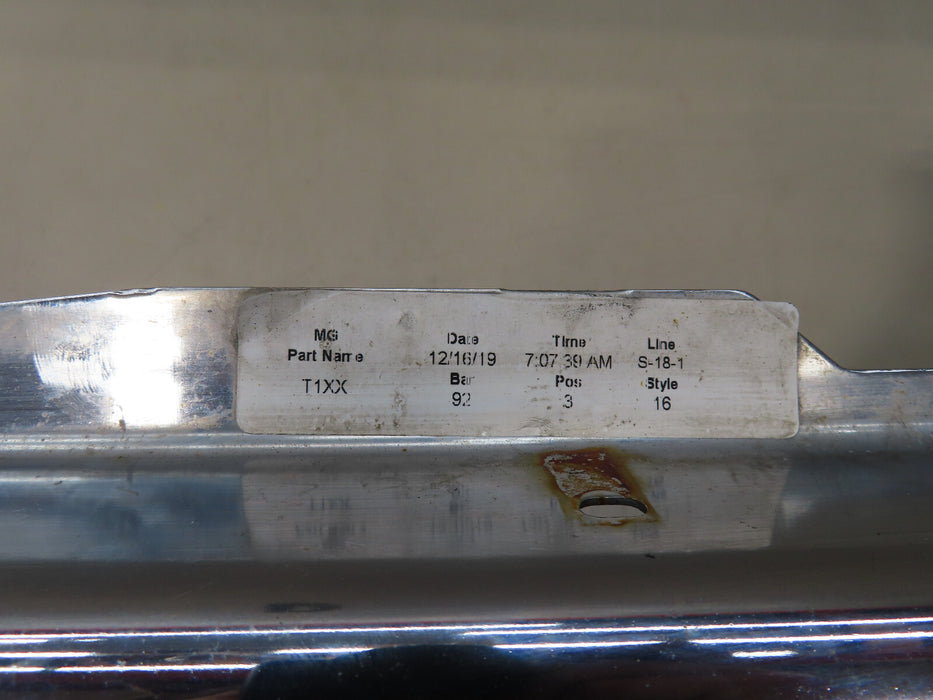 MG Date Time Line
Part Name 12/16/19 7:07:39 AM S-18-1
T1XX Bar Pos Style
92 3 16